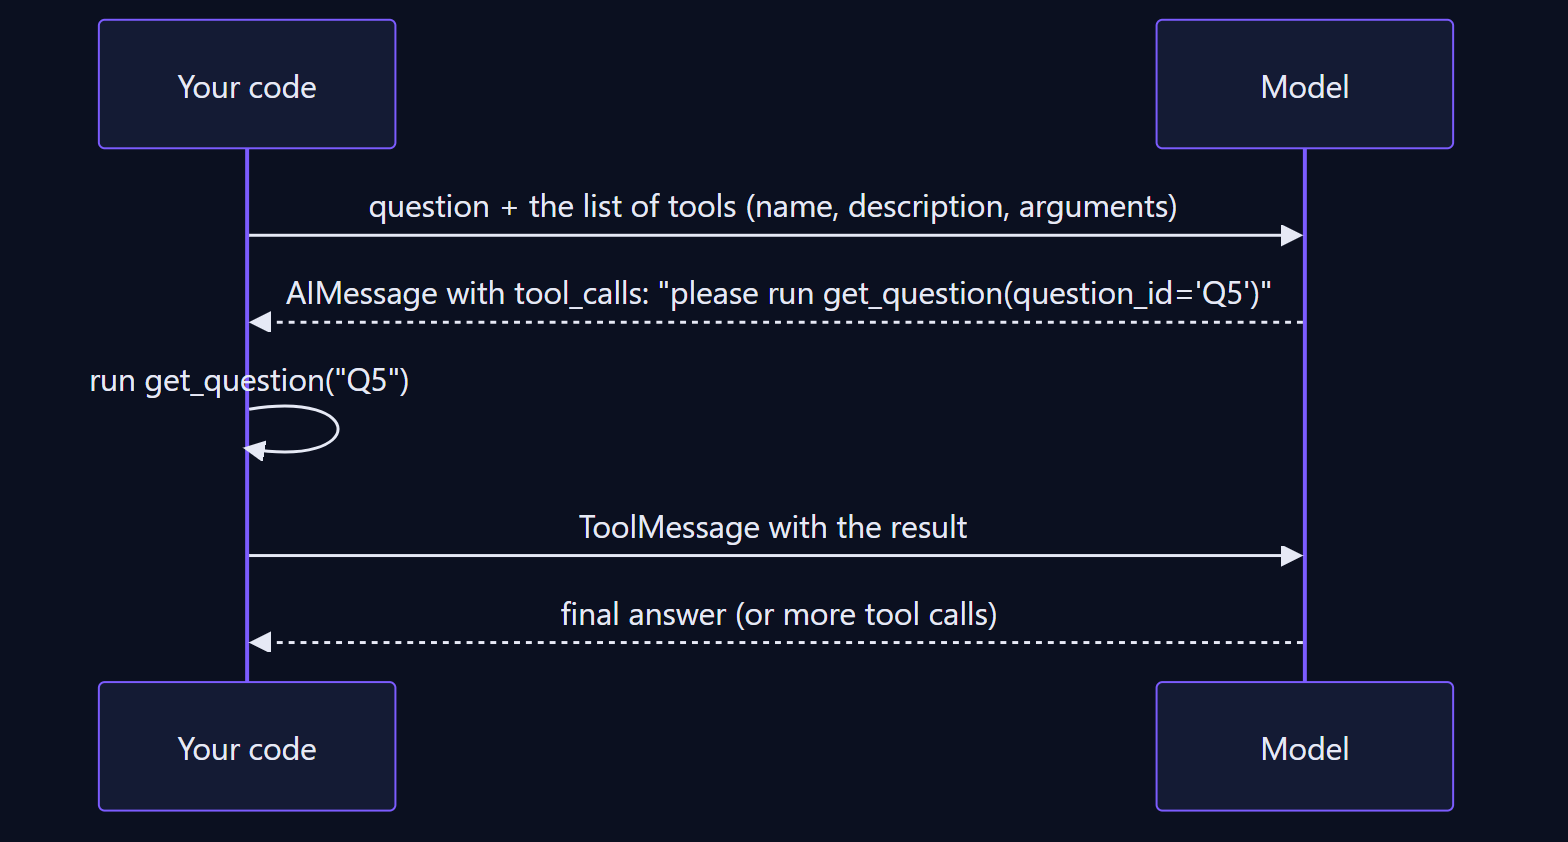 Your code
Model
question + the list of tools (name, description, arguments)
AIMessage with tool_calls: "please run get_question(question_id='Q5')"
run get_question("Q5")
ToolMessage with the result
final answer (or more tool calls)
Your code
Model